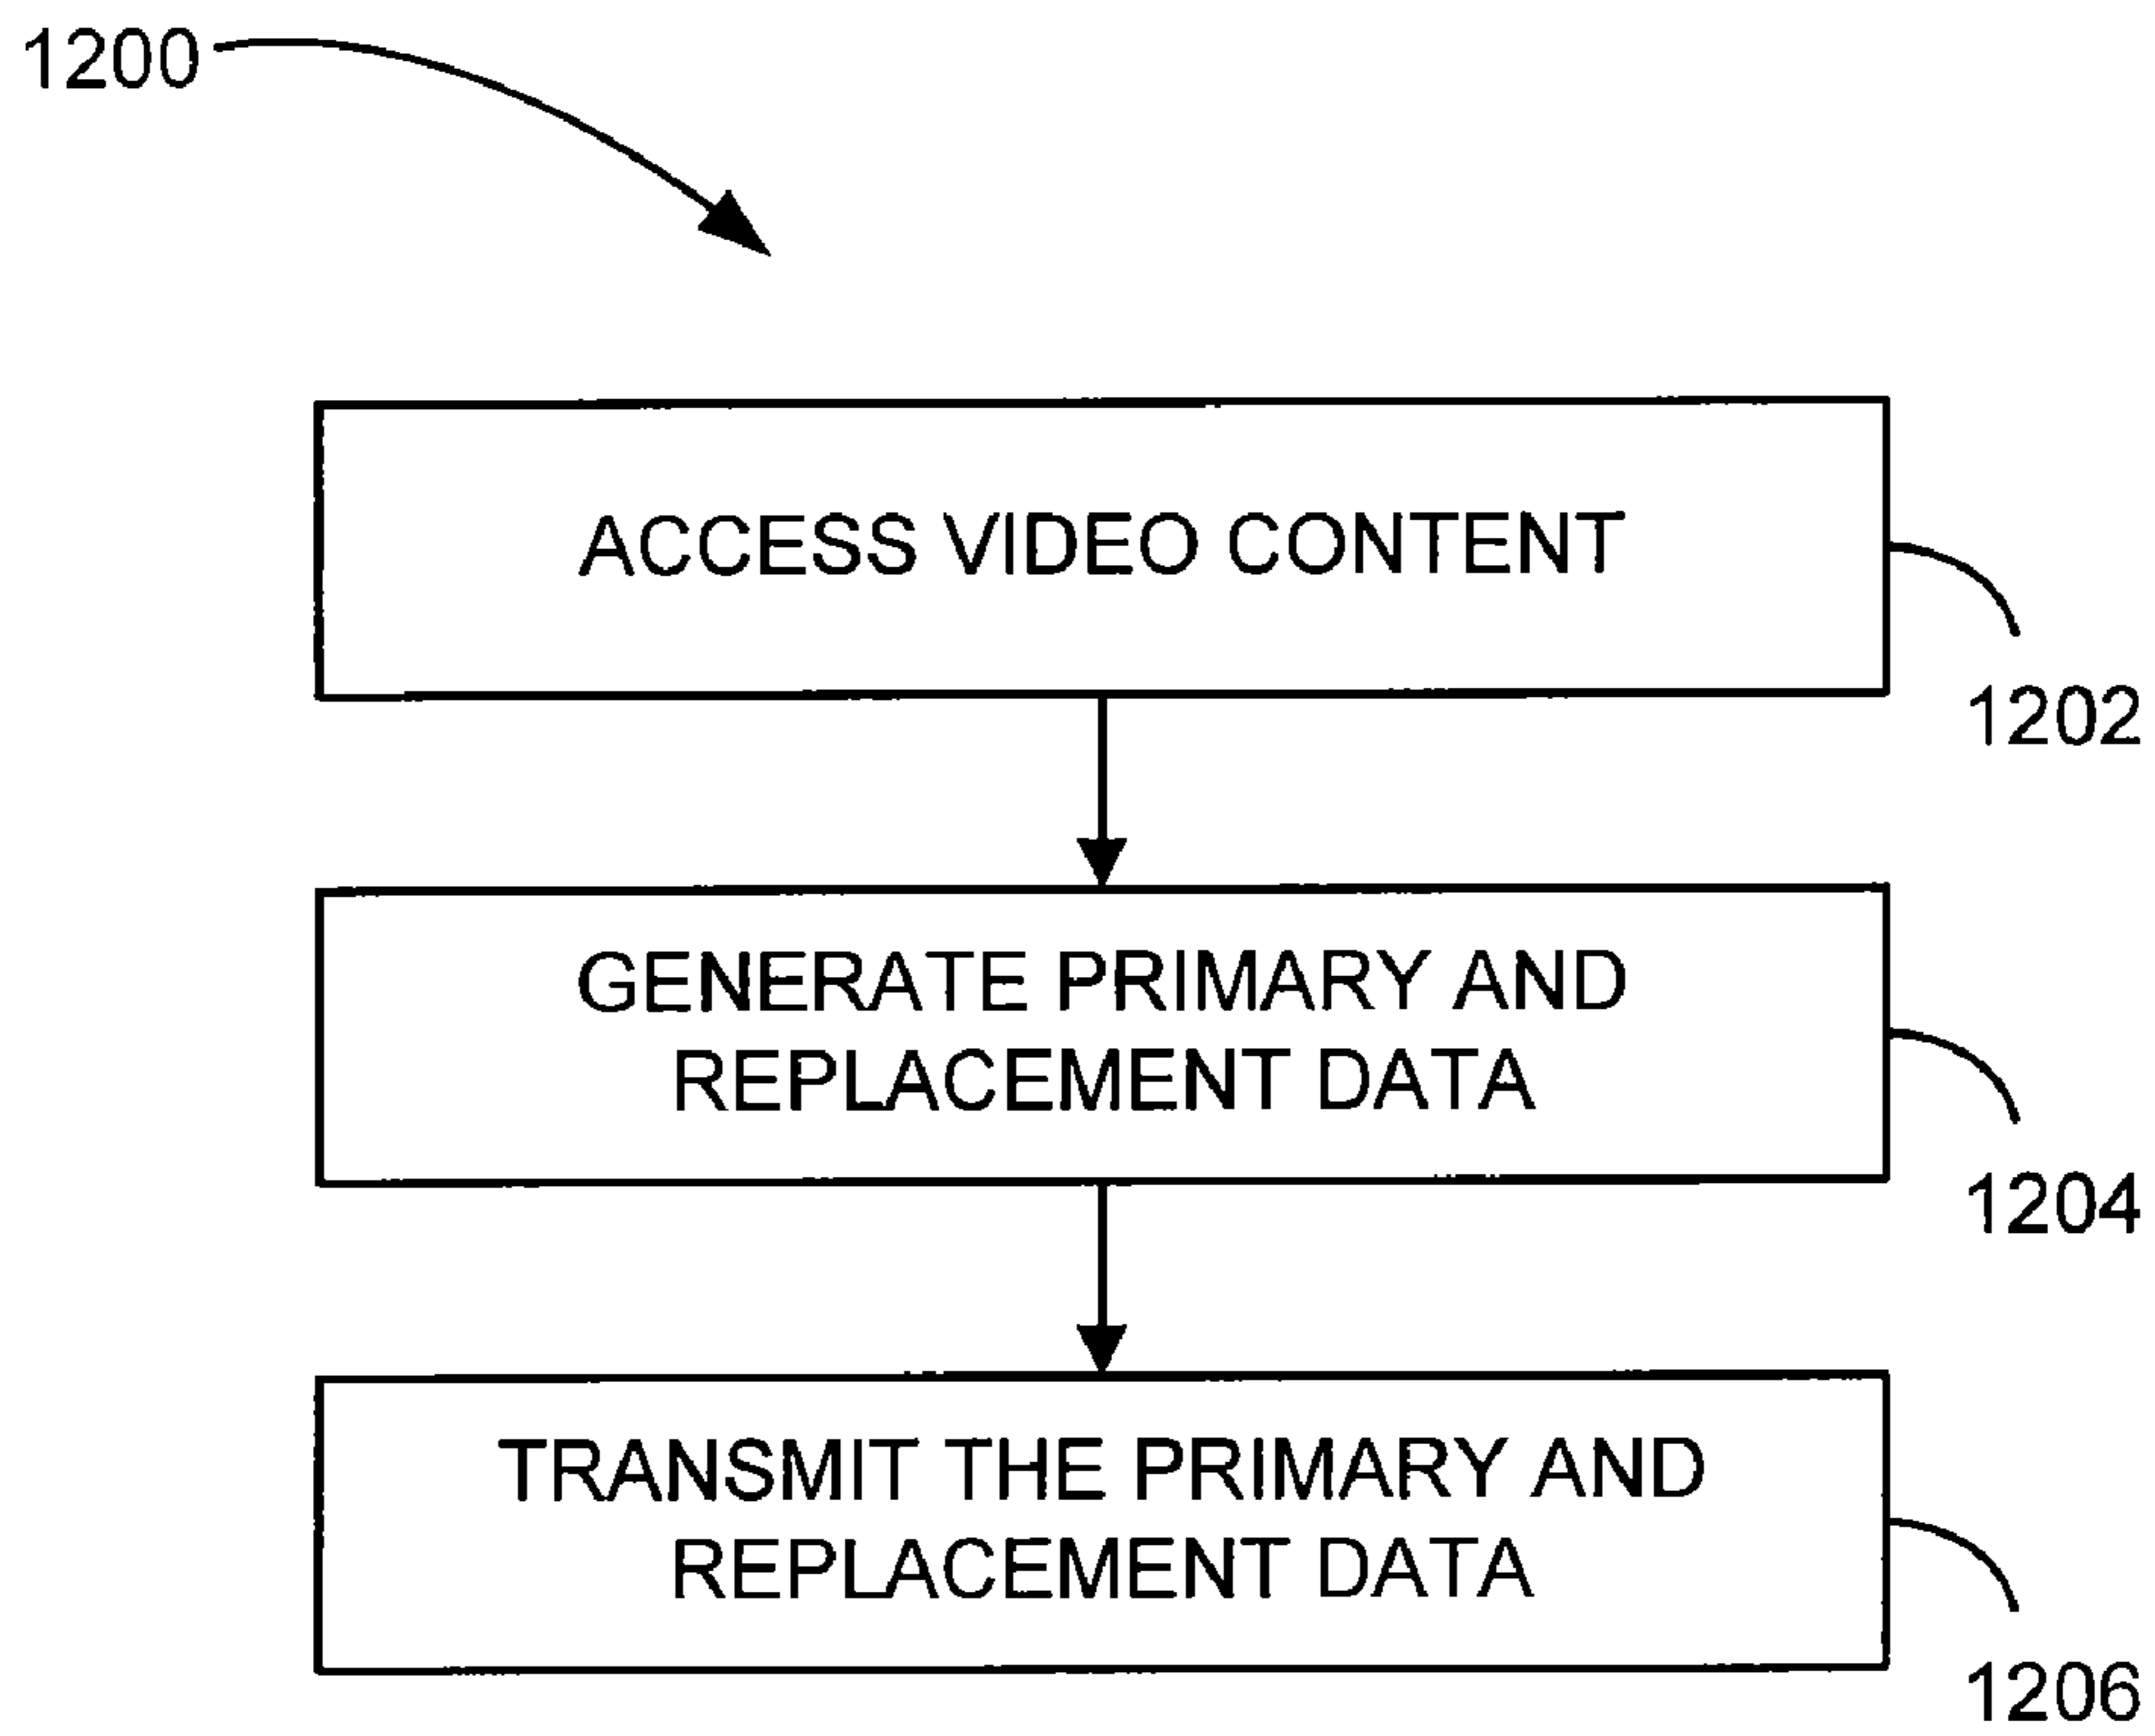 1200
ACCESS VIDEO CONTENT
1202
GENERATE PRIMARY AND
REPLACEMENT DATA
1204
TRANSMIT THE PRIMARY AND
REPLACEMENT DATA
1206